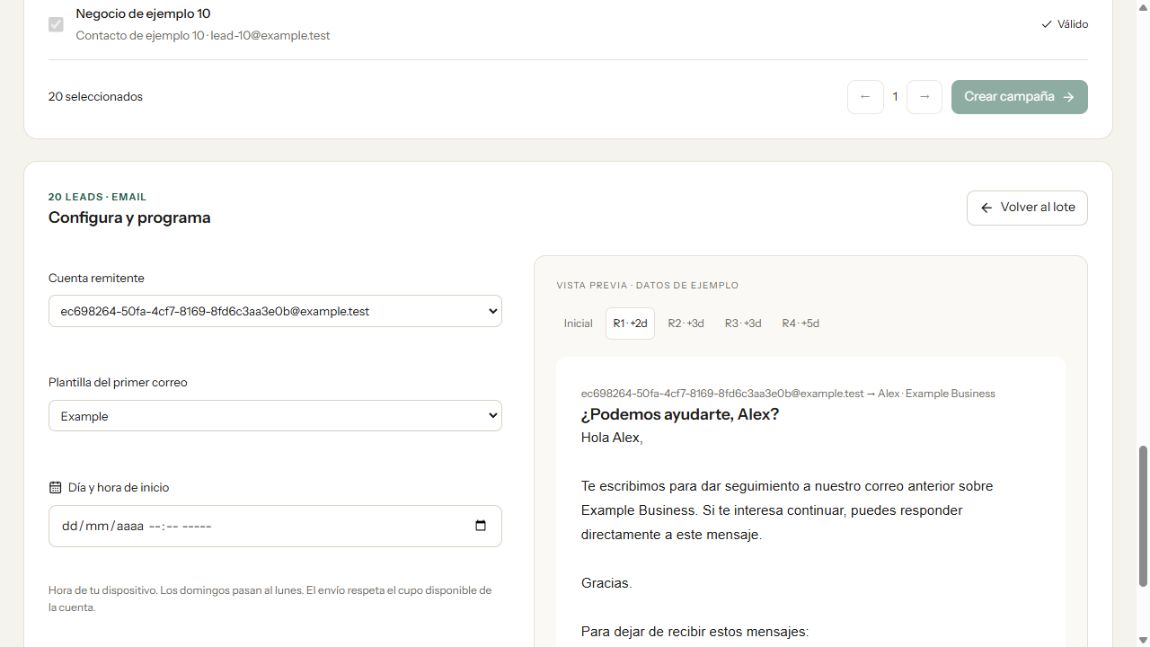 Negocio de ejemplo 10
Contacto de ejemplo 10 · lead-10@example.test
✓ Válido
20 seleccionados
← 1 → Crear campaña →
20 LEADS · EMAIL
Configura y programa
← Volver al lote
Cuenta remitente
ec698264-50fa-4cf7-8169-8fd6c3aa3e0b@example.test
Plantilla del primer correo
Example
Día y hora de inicio
dd/mm/aaaa --:-- -----
Hora de tu dispositivo. Los domingos pasan al lunes. El envío respeta el cupo disponible de
la cuenta.
VISTA PREVIA · DATOS DE EJEMPLO
Inicial R1 · +2d R2 · +3d R3 · +3d R4 · +5d
ec698264-50fa-4cf7-8169-8fd6c3aa3e0b@example.test → Alex · Example Business
¿Podemos ayudarte, Alex?
Hola Alex,
Te escribimos para dar seguimiento a nuestro correo anterior sobre
Example Business. Si te interesa continuar, puedes responder
directamente a este mensaje.
Gracias.
Para dejar de recibir estos mensajes: